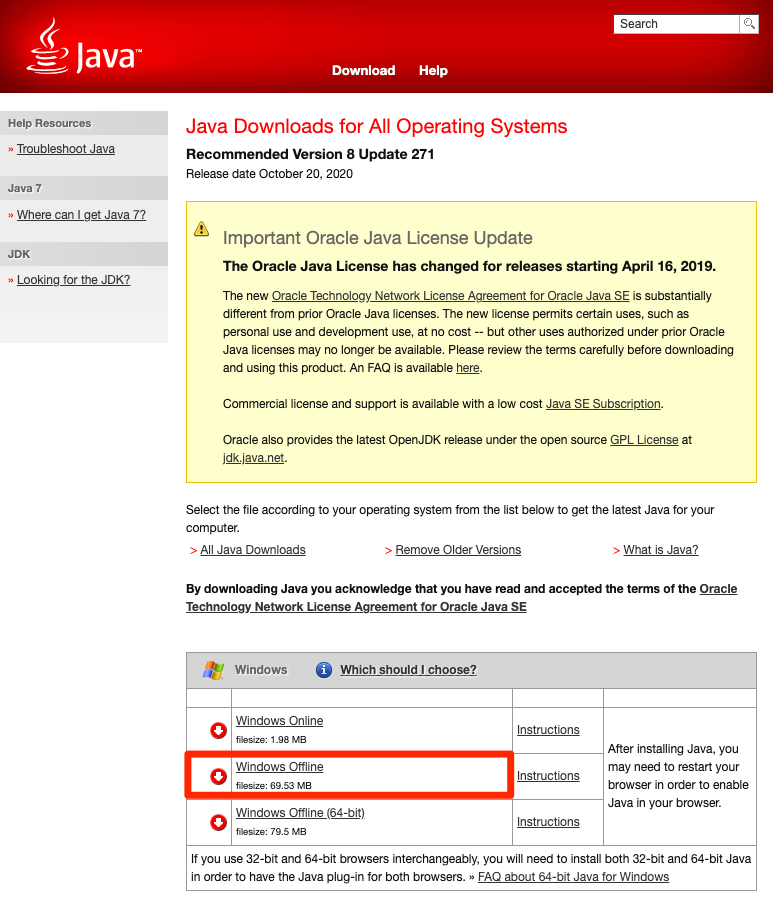 Java™
Search
Download Help
Help Resources
» Troubleshoot Java
Java 7
» Where can I get Java 7?
JDK
» Looking for the JDK?
Java Downloads for All Operating Systems
Recommended Version 8 Update 271
Release date October 20, 2020
Important Oracle Java License Update
The Oracle Java License has changed for releases starting April 16, 2019.
The new Oracle Technology Network License Agreement for Oracle Java SE is substantially
different from prior Oracle Java licenses. The new license permits certain uses, such as
personal use and development use, at no cost -- but other uses authorized under prior Oracle
Java licenses may no longer be available. Please review the terms carefully before downloading
and using this product. An FAQ is available here.
Commercial license and support is available with a low cost Java SE Subscription.
Oracle also provides the latest OpenJDK release under the open source GPL License at
jdk.java.net.
Select the file according to your operating system from the list below to get the latest Java for your
computer.
> All Java Downloads > Remove Older Versions > What is Java?
By downloading Java you acknowledge that you have read and accepted the terms of the Oracle
Technology Network License Agreement for Oracle Java SE
Windows Which should I choose?
Windows Online
filesize: 1.98 MB
Instructions
Windows Offline
filesize: 69.53 MB
Instructions
Windows Offline (64-bit)
filesize: 79.5 MB
Instructions
After installing Java, you
may need to restart your
browser in order to enable
Java in your browser.
If you use 32-bit and 64-bit browsers interchangeably, you will need to install both 32-bit and 64-bit Java
in order to have the Java plug-in for both browsers. » FAQ about 64-bit Java for Windows